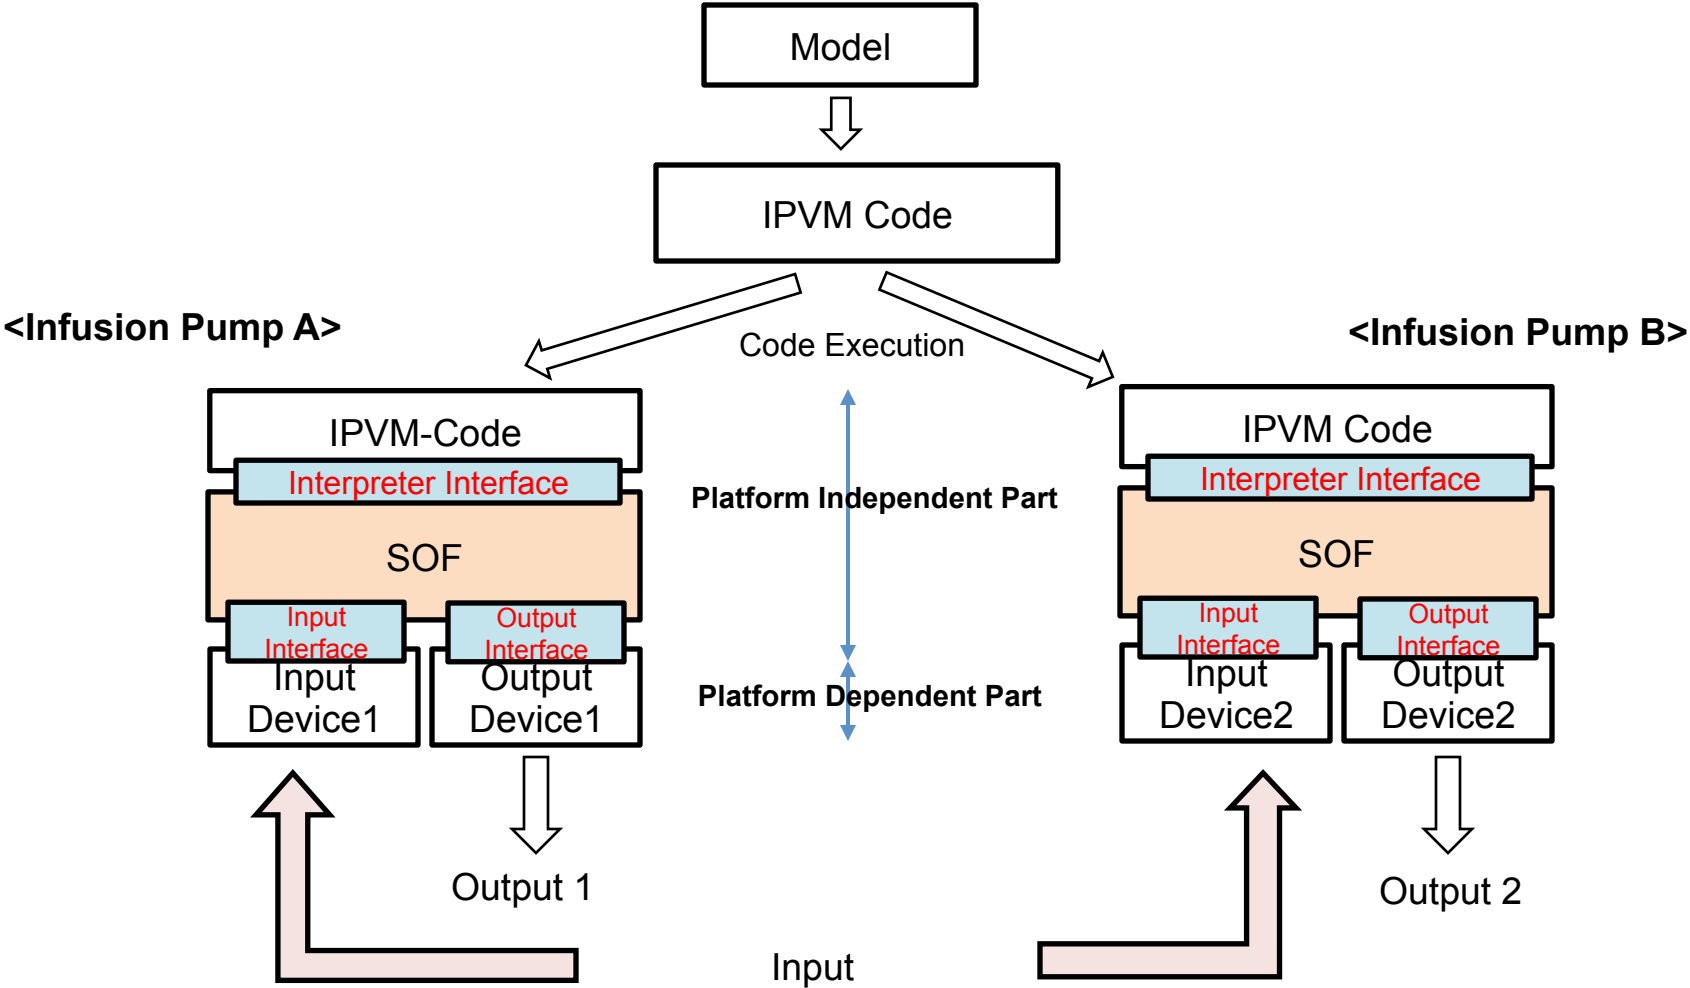 Model
IPVM Code
<Infusion Pump A>
Code Execution
<Infusion Pump B>
IPVM-Code
Interpreter Interface
SOF
Input
Interface
Output
Interface
Input
Device1
Output
Device1
Platform Independent Part
Platform Dependent Part
IPVM Code
Interpreter Interface
SOF
Input
Interface
Output
Interface
Input
Device2
Output
Device2
Output 1
Output 2
Input